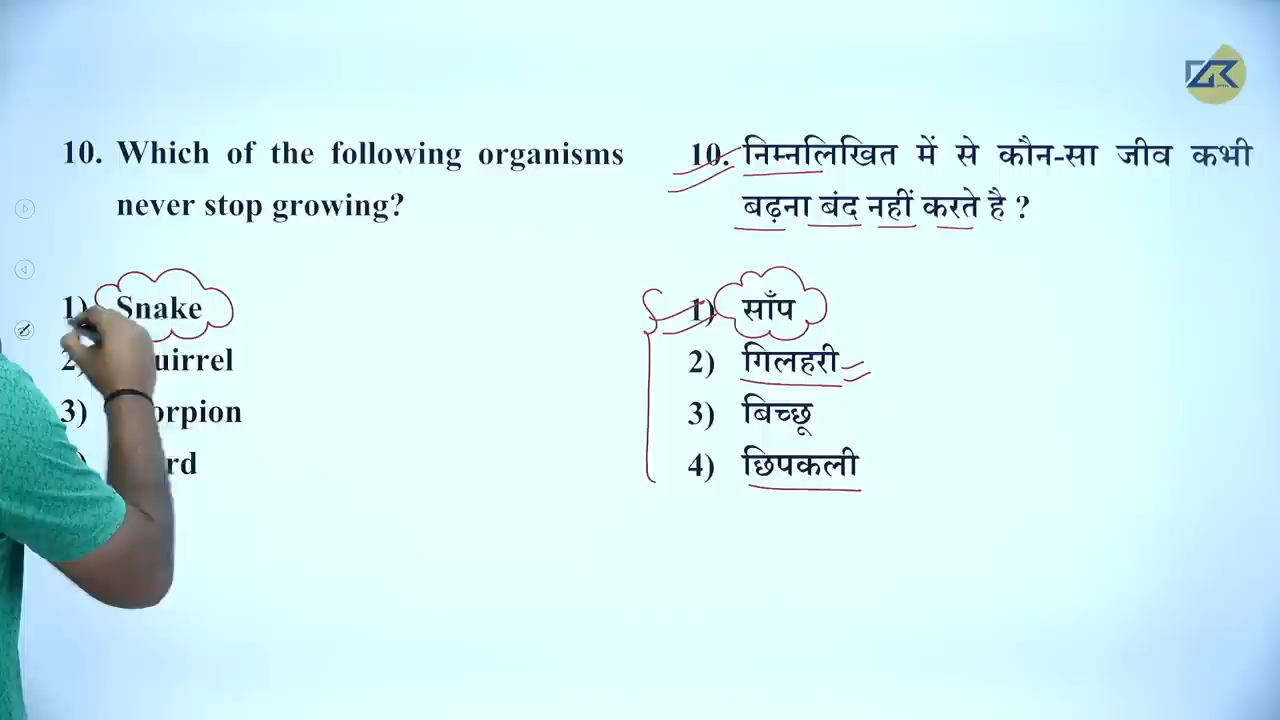 10. Which of the following organisms
never stop growing?
1) Snake
2) uirrel
3) orpion
rd
10. निम्नलिखित में से कौन-सा जीव कभी
बढ़ना बंद नहीं करते है ?
1) साँप
2) गिलहरी
3) बिच्छू
4) छिपकली